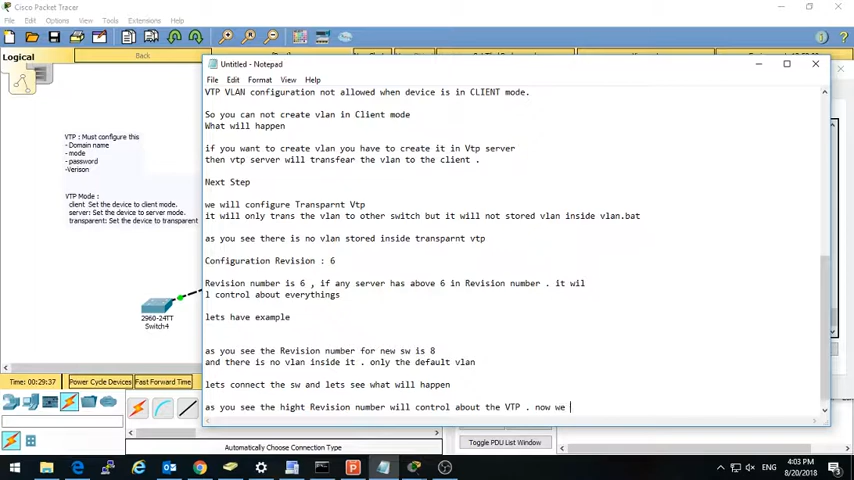 Cisco Packet Tracer
File Edit Options View Tools Extensions Help
Logical
Back
Untitled - Notepad
File Edit Format View Help
VTP VLAN configuration not allowed when device is in CLIENT mode.
So you can not create vlan in Client mode
What will happen
if you want to create vlan you have to create it in Vtp server
then vtp server will transfear the vlan to the client .
Next Step
we will configure Transparnt Vtp
it will only trans the vlan to other switch but it will not stored vlan inside vlan.bat
as you see there is no vlan stored inside transparnt vtp
Configuration Revision : 6
Revision number is 6 , if any server has above 6 in Revision number . it wil
l control about everythings
lets have example
as you see the Revision number for new sw is 8
and there is no vlan inside it . only the default vlan
lets connect the sw and lets see what will happen
as you see the hight Revision number will control about the VTP . now we
VTP : Must configure this
- Domain name
- mode
- password
-Verison
VTP Mode :
client Set the device to client mode.
server: Set the device to server mode.
transparent: Set the device to transparent
2960-24TT
Switch4
Power Cycle Devices Fast Forward Time
Automatically Choose Connection Type
Toggle PDU List Window
ENG
4:03 PM
8/20/2018